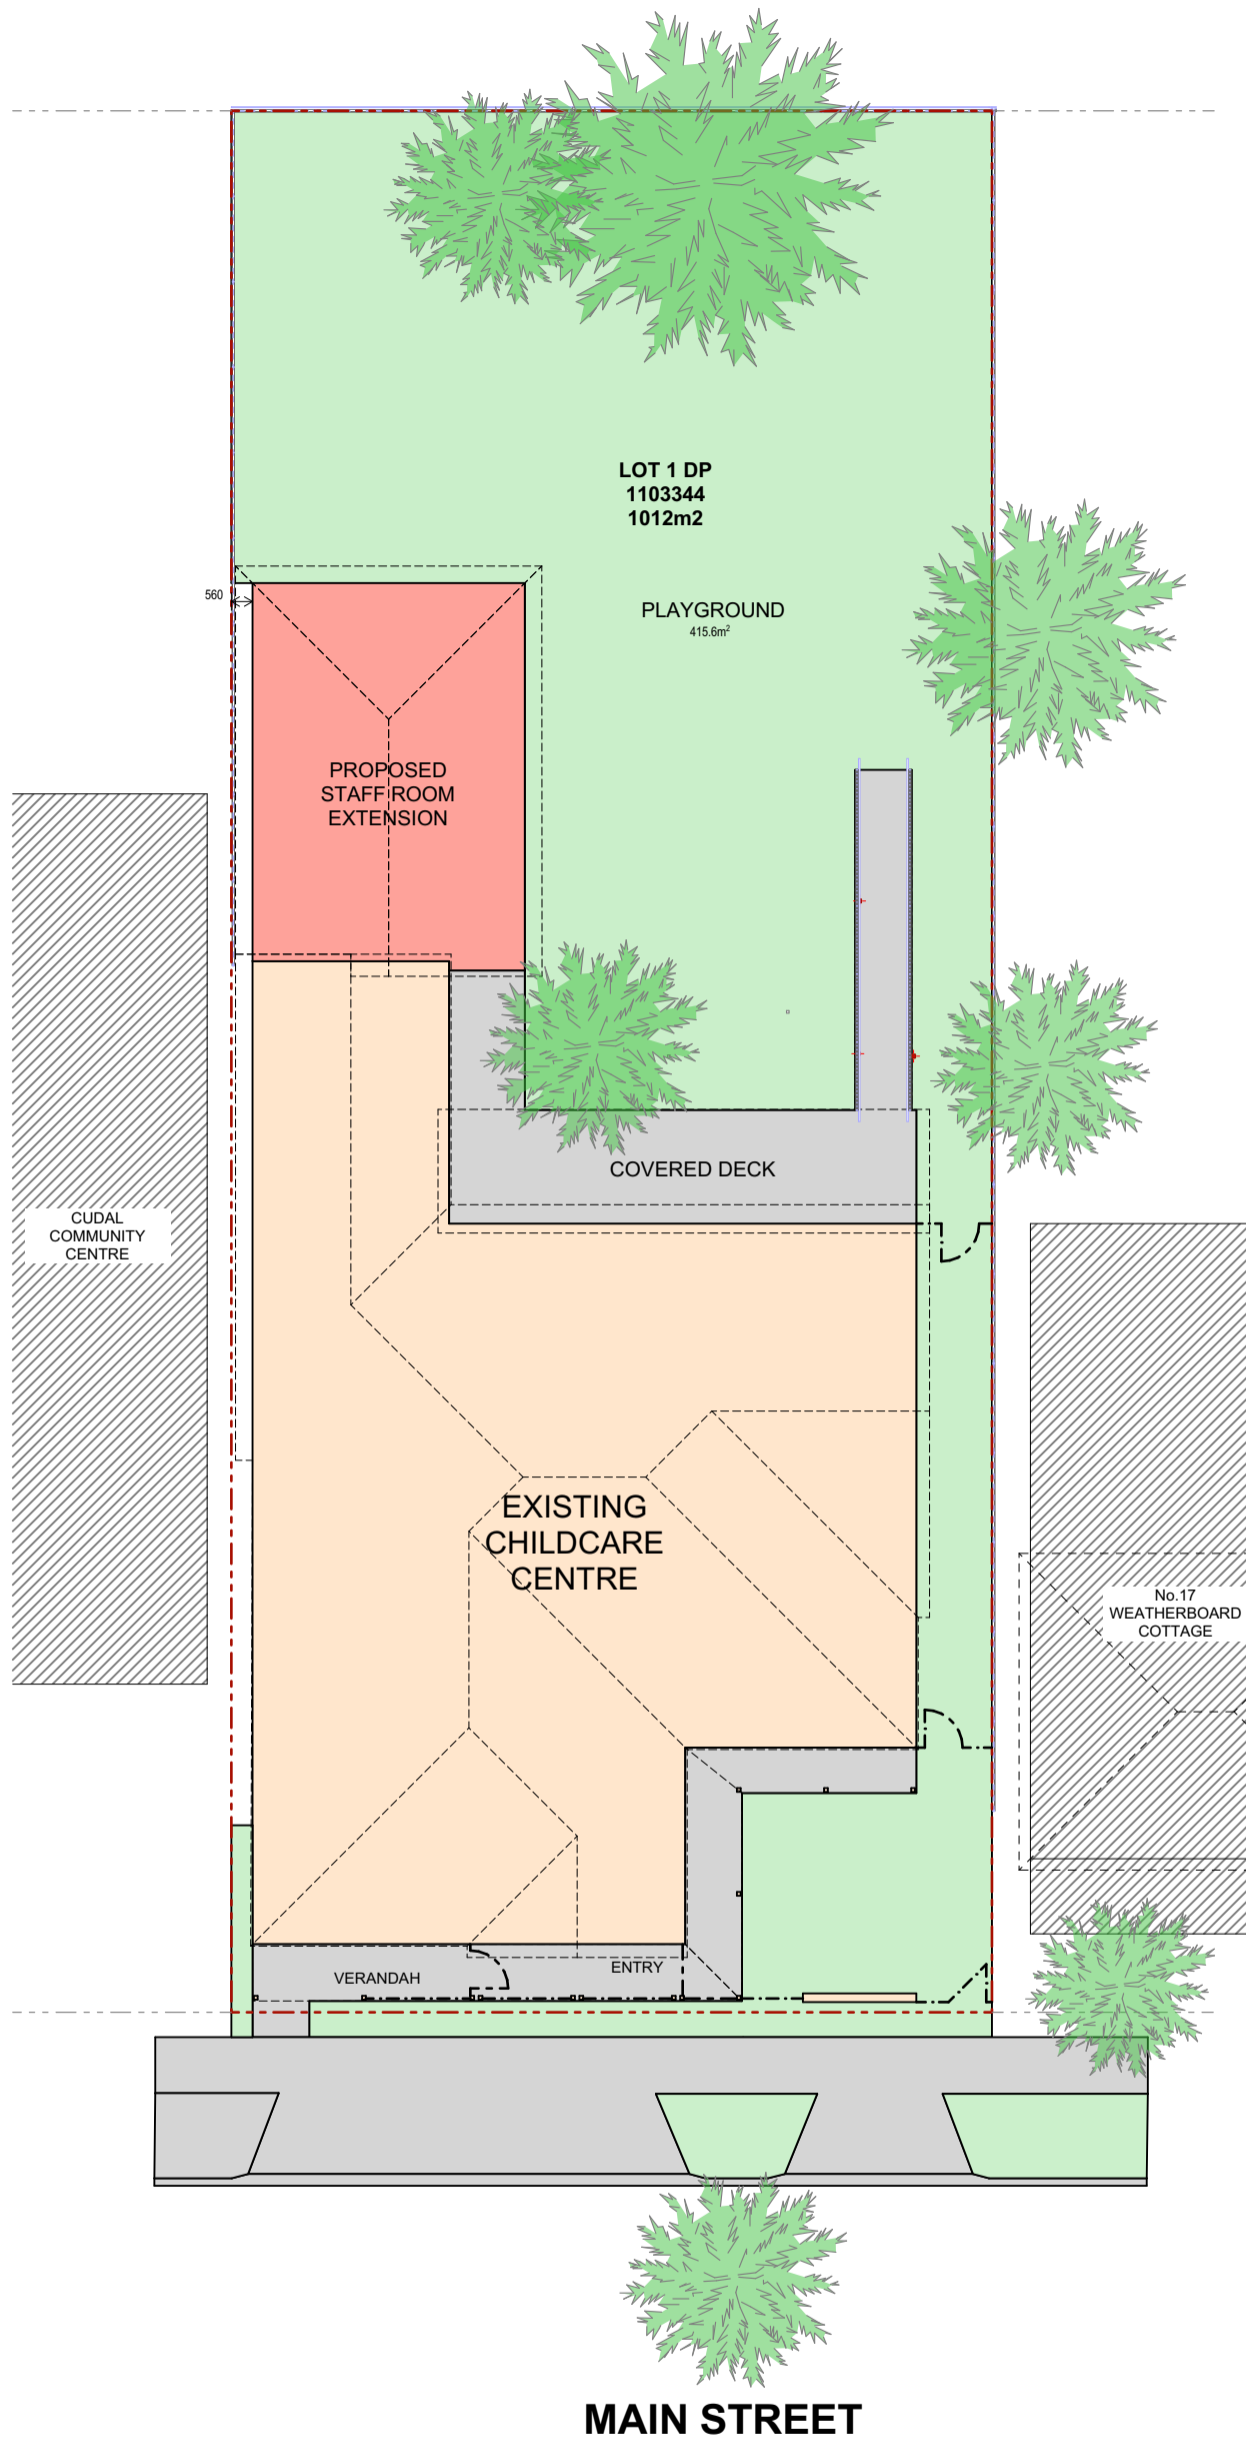 LOT 1 DP
1103344
1012m2
560
PLAYGROUND
415.6m²
PROPOSED
STAFF ROOM
EXTENSION
COVERED DECK
CUDAL
COMMUNITY
CENTRE
EXISTING
CHILDCARE
CENTRE
No.17
WEATHERBOARD
COTTAGE
ENTRY
VERANDAH
MAIN STREET